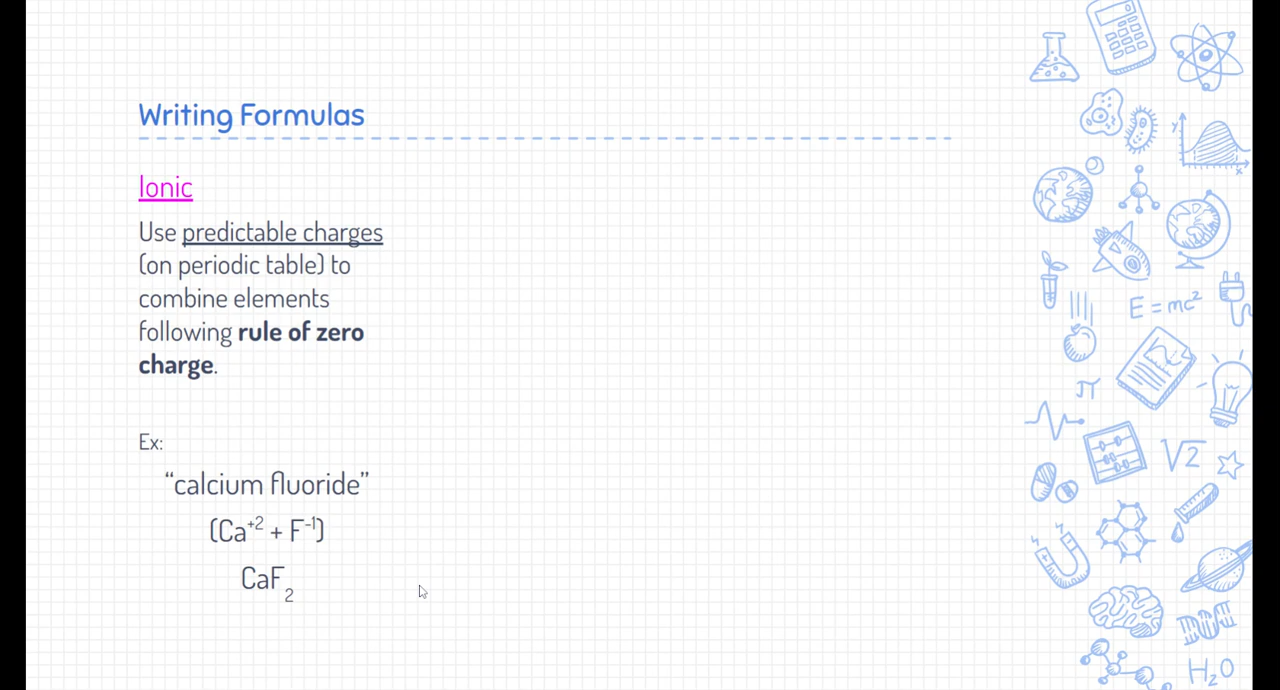 Writing Formulas
Ionic
Use predictable charges
(on periodic table) to
combine elements
following rule of zero
charge.
Ex:
“calcium fluoride”
(Ca⁺² + F⁻¹)
CaF₂
y
x
E = mc²
π
√2
H₂O